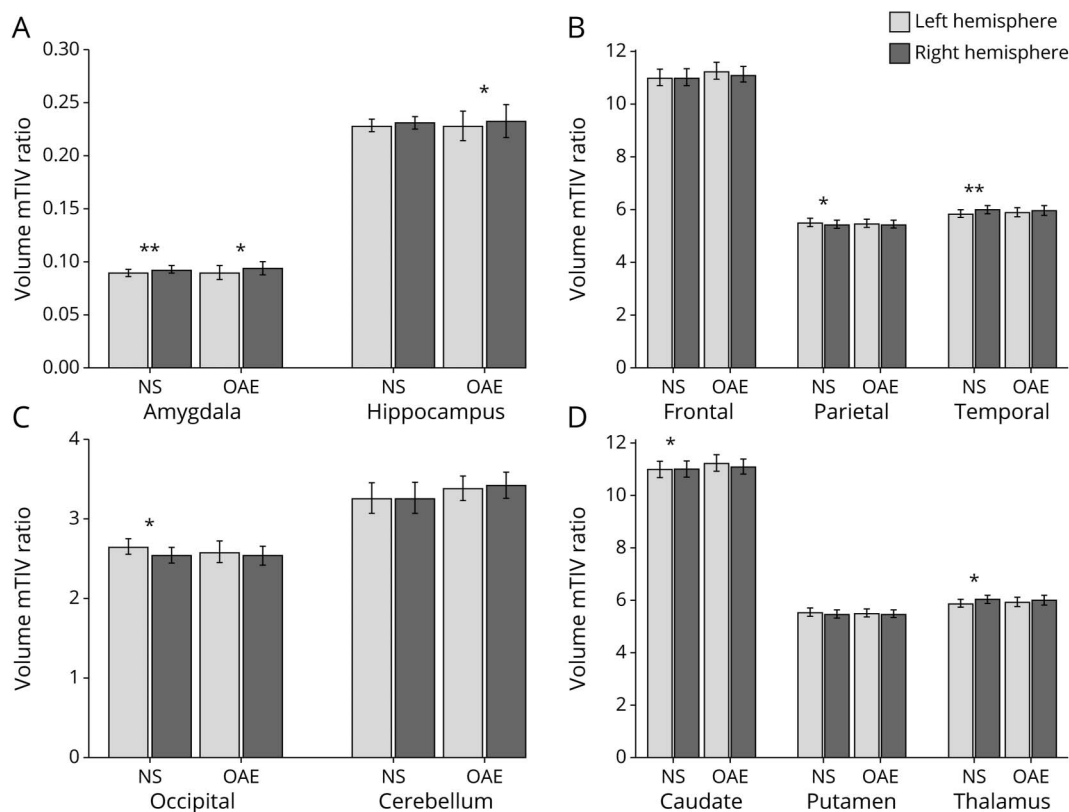 A
Volume mTIV ratio
0.30
0.25
0.20
0.15
0.10
0.05
0.00
**
*
*
NS
OAE
NS
OAE
Amygdala
Hippocampus
B
Left hemisphere
Right hemisphere
Volume mTIV ratio
12
10
8
6
4
2
0
*
**
NS
OAE
NS
OAE
NS
OAE
Frontal
Parietal
Temporal
C
Volume mTIV ratio
4
3
2
1
0
*
NS
OAE
NS
OAE
Occipital
Cerebellum
D
Volume mTIV ratio
12
10
8
6
4
2
0
*
*
NS
OAE
NS
OAE
NS
OAE
Caudate
Putamen
Thalamus